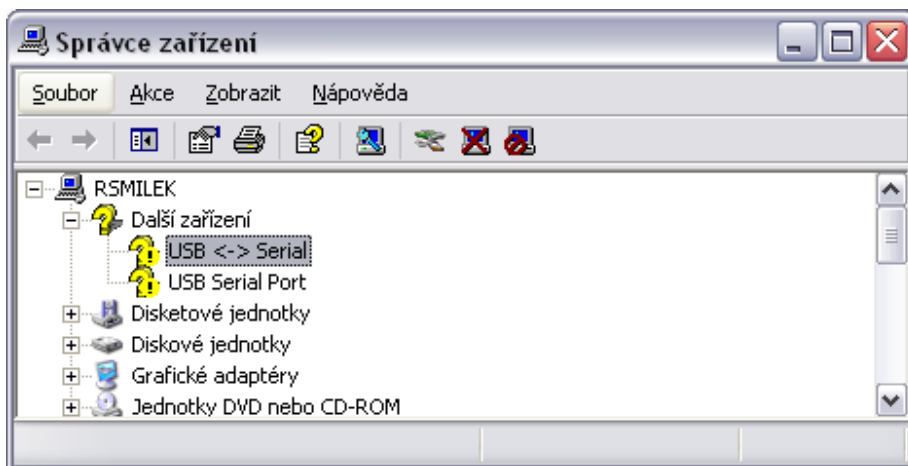 Správce zařízení
Soubor Akce Zobrazit Nápověda
RSMILEK
Další zařízení
USB <-> Serial
USB Serial Port
Disketové jednotky
Diskové jednotky
Grafické adaptéry
Jednotky DVD nebo CD-ROM